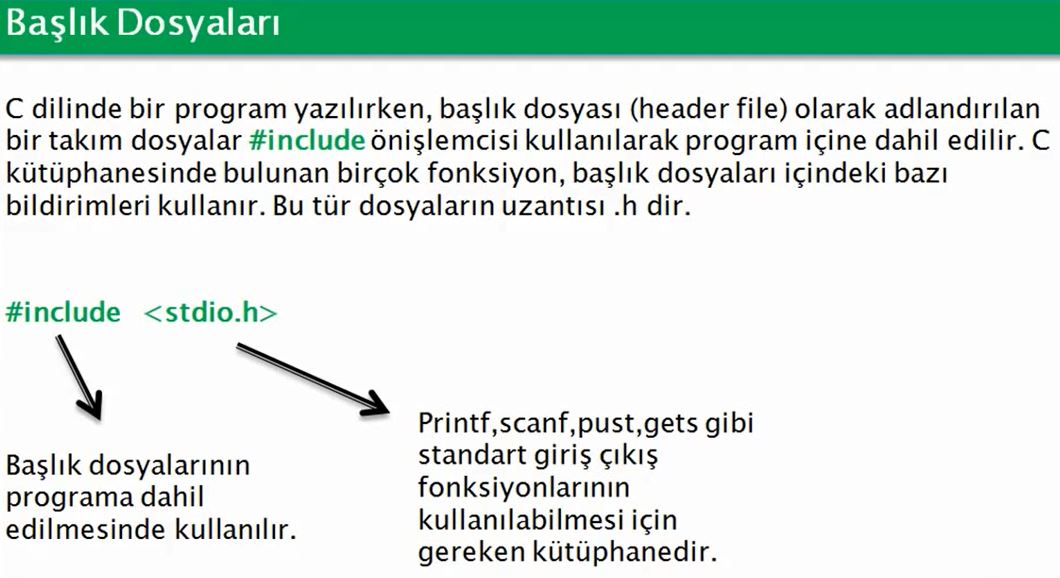 Başlık Dosyaları
C dilinde bir program yazılırken, başlık dosyası (header file) olarak adlandırılan
bir takım dosyalar #include önişlemcisi kullanılarak program içine dahil edilir. C
kütüphanesinde bulunan birçok fonksiyon, başlık dosyaları içindeki bazı
bildirimleri kullanır. Bu tür dosyaların uzantısı .h dir.
#include <stdio.h>
Başlık dosyalarının
programa dahil
edilmesinde kullanılır.
Printf,scanf,pust,gets gibi
standart giriş çıkış
fonksiyonlarının
kullanılabilmesi için
gereken kütüphanedir.